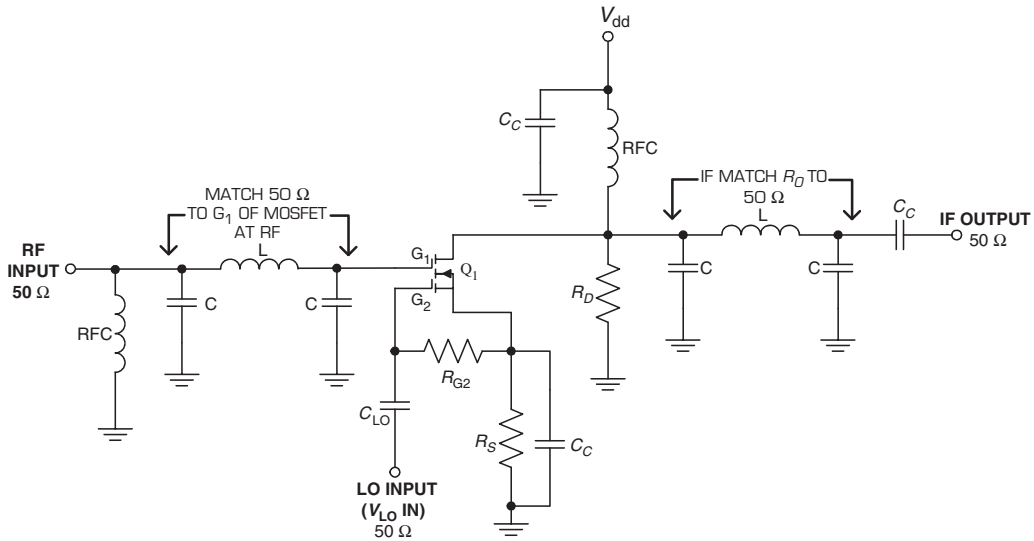 Vdd
CC
RFC
MATCH 50 Ω
TO G1 OF MOSFET
AT RF
L
IF MATCH RO TO
50 Ω
L
CC
IF OUTPUT
50 Ω
RF
INPUT
50 Ω
C
C
G1
Q1
G2
RD
C
C
RFC
RG2
CLO
RS
CC
LO INPUT
(VLO IN)
50 Ω